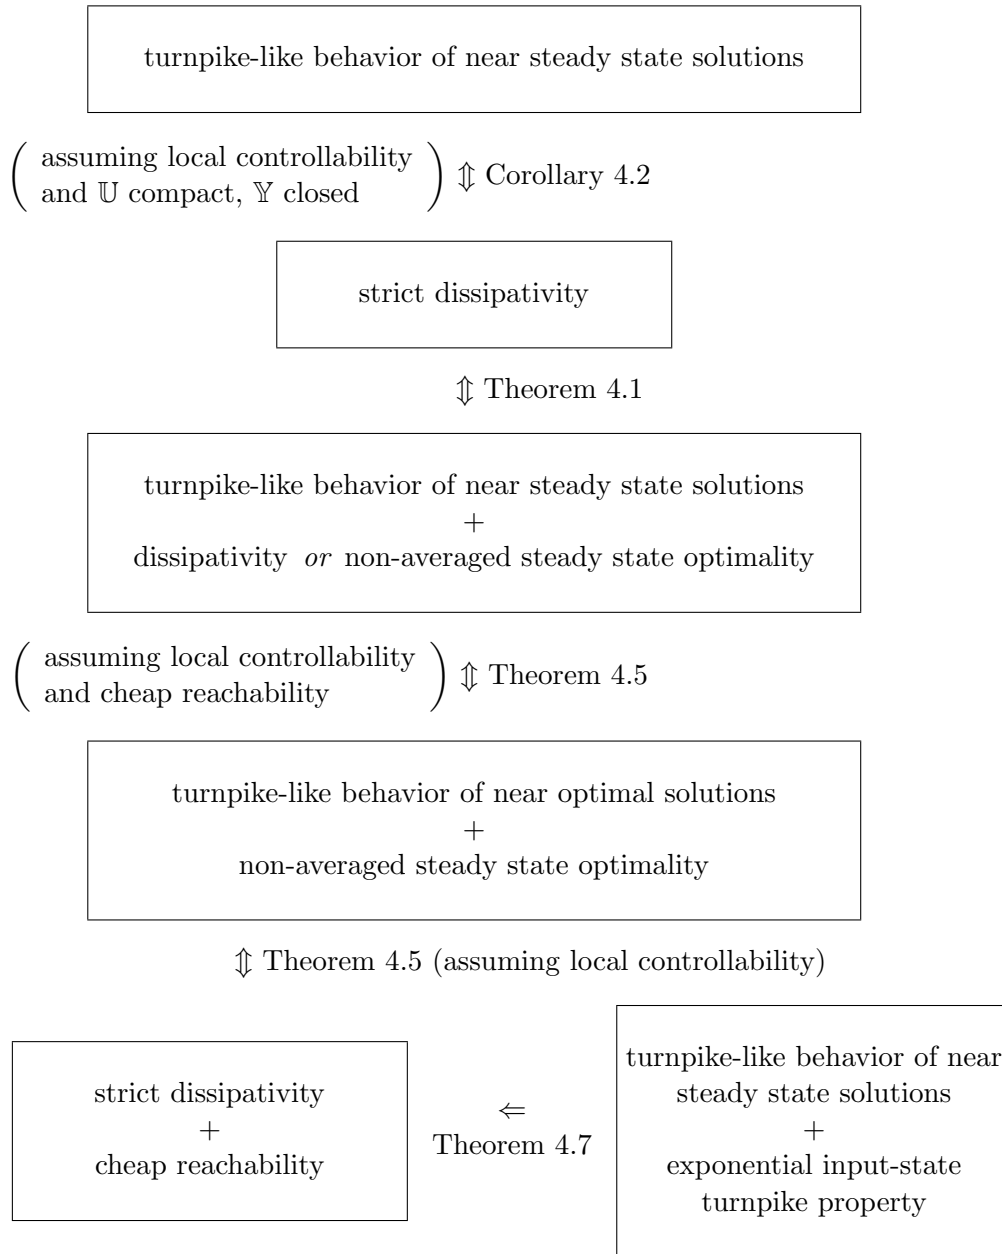 turnpike-like behavior of near steady state solutions
( assuming local controllability
and 𝕌 compact, 𝕐 closed ) ⇕ Corollary 4.2
strict dissipativity
⇕ Theorem 4.1
turnpike-like behavior of near steady state solutions
+
dissipativity or non-averaged steady state optimality
( assuming local controllability
and cheap reachability ) ⇕ Theorem 4.5
turnpike-like behavior of near optimal solutions
+
non-averaged steady state optimality
⇕ Theorem 4.5 (assuming local controllability)
strict dissipativity
+
cheap reachability
⇐
Theorem 4.7
turnpike-like behavior of near
steady state solutions
+
exponential input-state
turnpike property